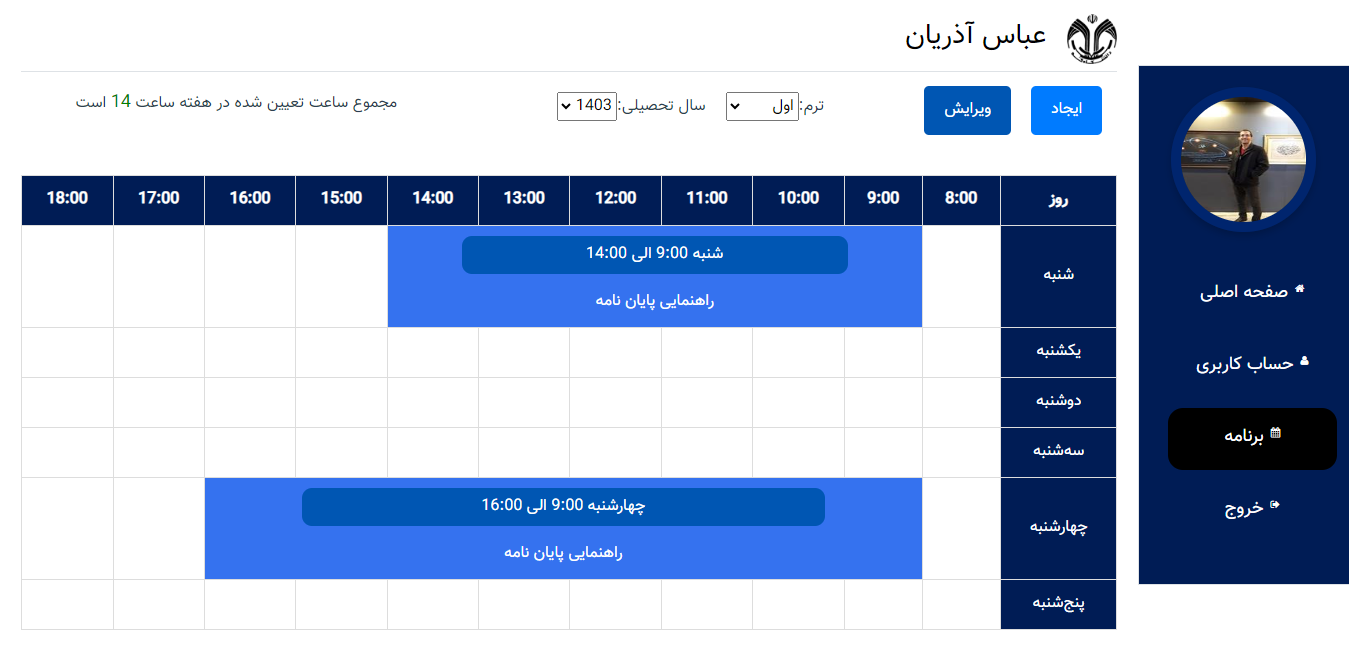 عباس آذریان
ایجاد
ویرایش
ترم: اول
سال تحصیلی: 1403
مجموع ساعت تعیین شده در هفته ساعت 14 است
روز 8:00 9:00 10:00 11:00 12:00 13:00 14:00 15:00 16:00 17:00 18:00
شنبه
شنبه 9:00 الی 14:00
راهنمایی پایان نامه
یکشنبه
دوشنبه
سه‌شنبه
چهارشنبه
چهارشنبه 9:00 الی 16:00
راهنمایی پایان نامه
پنج‌شنبه
صفحه اصلی
حساب کاربری
برنامه
خروج